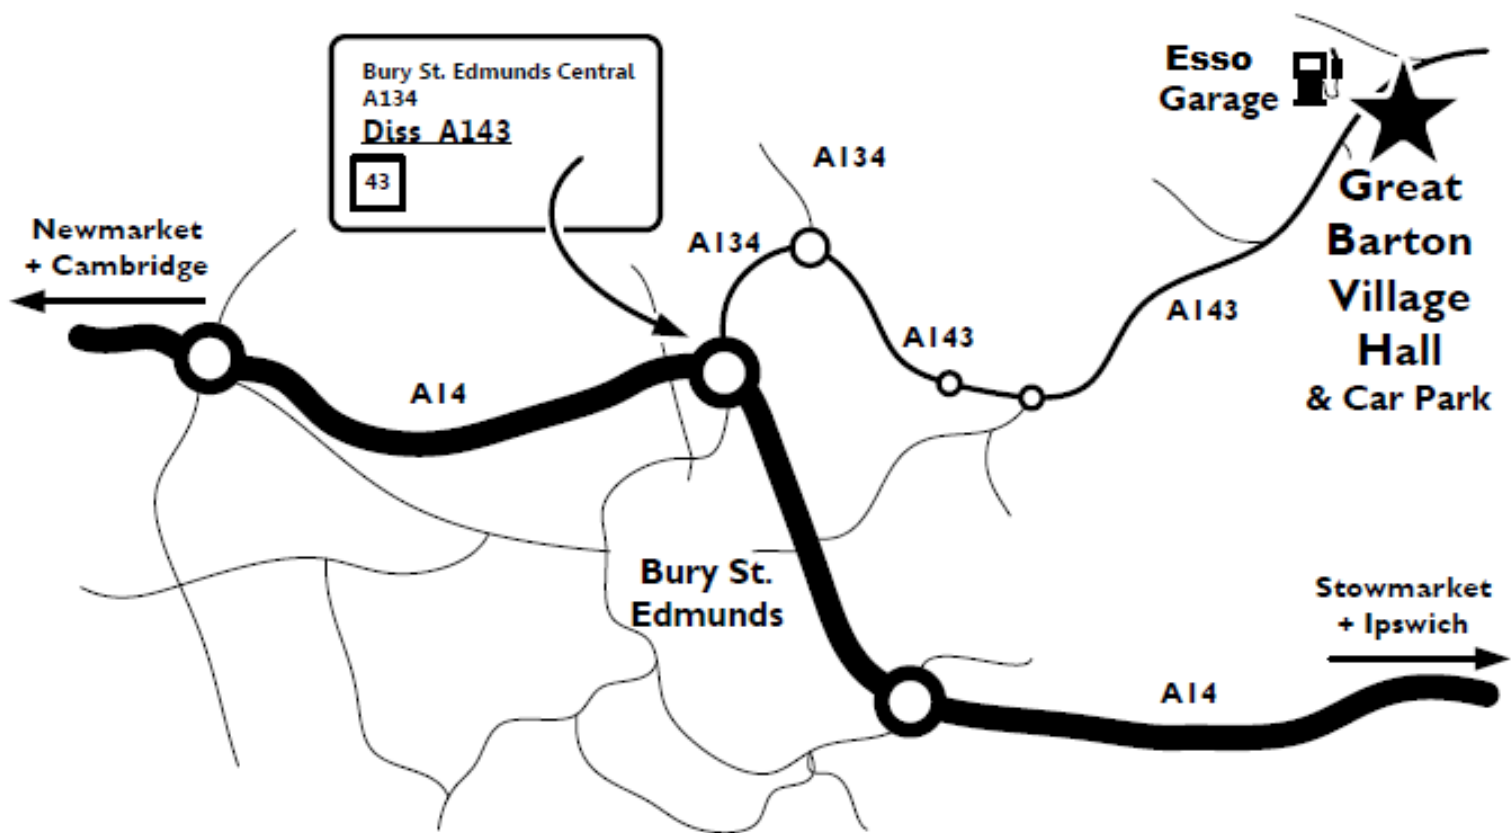 Bury St. Edmunds Central
A134
Diss A143
43
Esso
Garage
A134
Newmarket
+ Cambridge
A134
Great
Barton
Village
Hall
& Car Park
A143
A143
A14
Bury St.
Edmunds
Stowmarket
+ Ipswich
A14